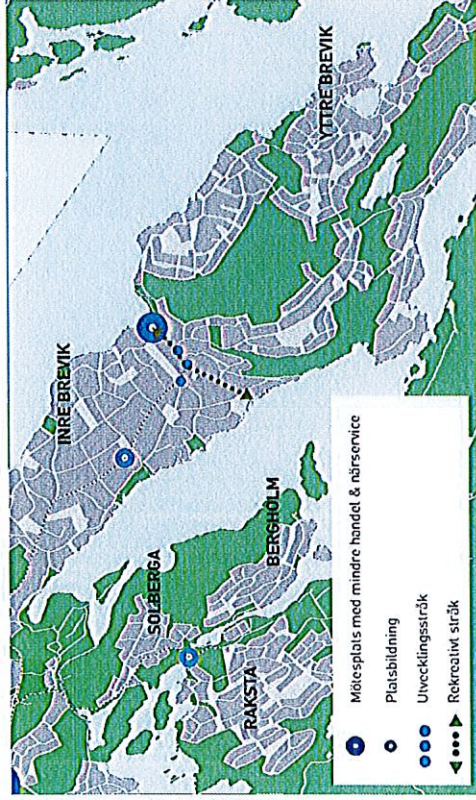 INRE BREVIK
YTTRE BREVIK
SOLBERGA
BERGHOLM
RAKSTA
Mötesplats med mindre handel & närservice
Platsbildning
Utvecklingsstråk
Rekreativt stråk